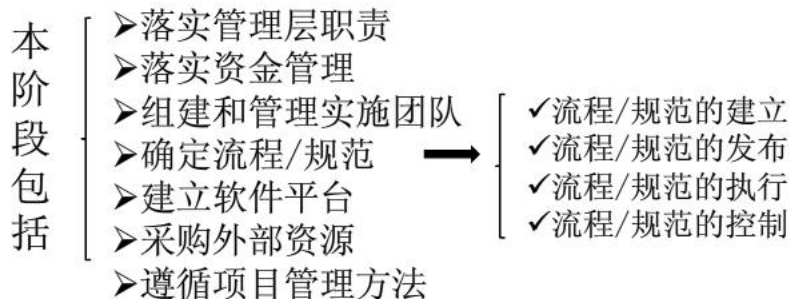 本阶段包括
➢落实管理层职责
➢落实资金管理
➢组建和管理实施团队
➢确定流程/规范
➢建立软件平台
➢采购外部资源
➢遵循项目管理方法
✓流程/规范的建立
✓流程/规范的发布
✓流程/规范的执行
✓流程/规范的控制